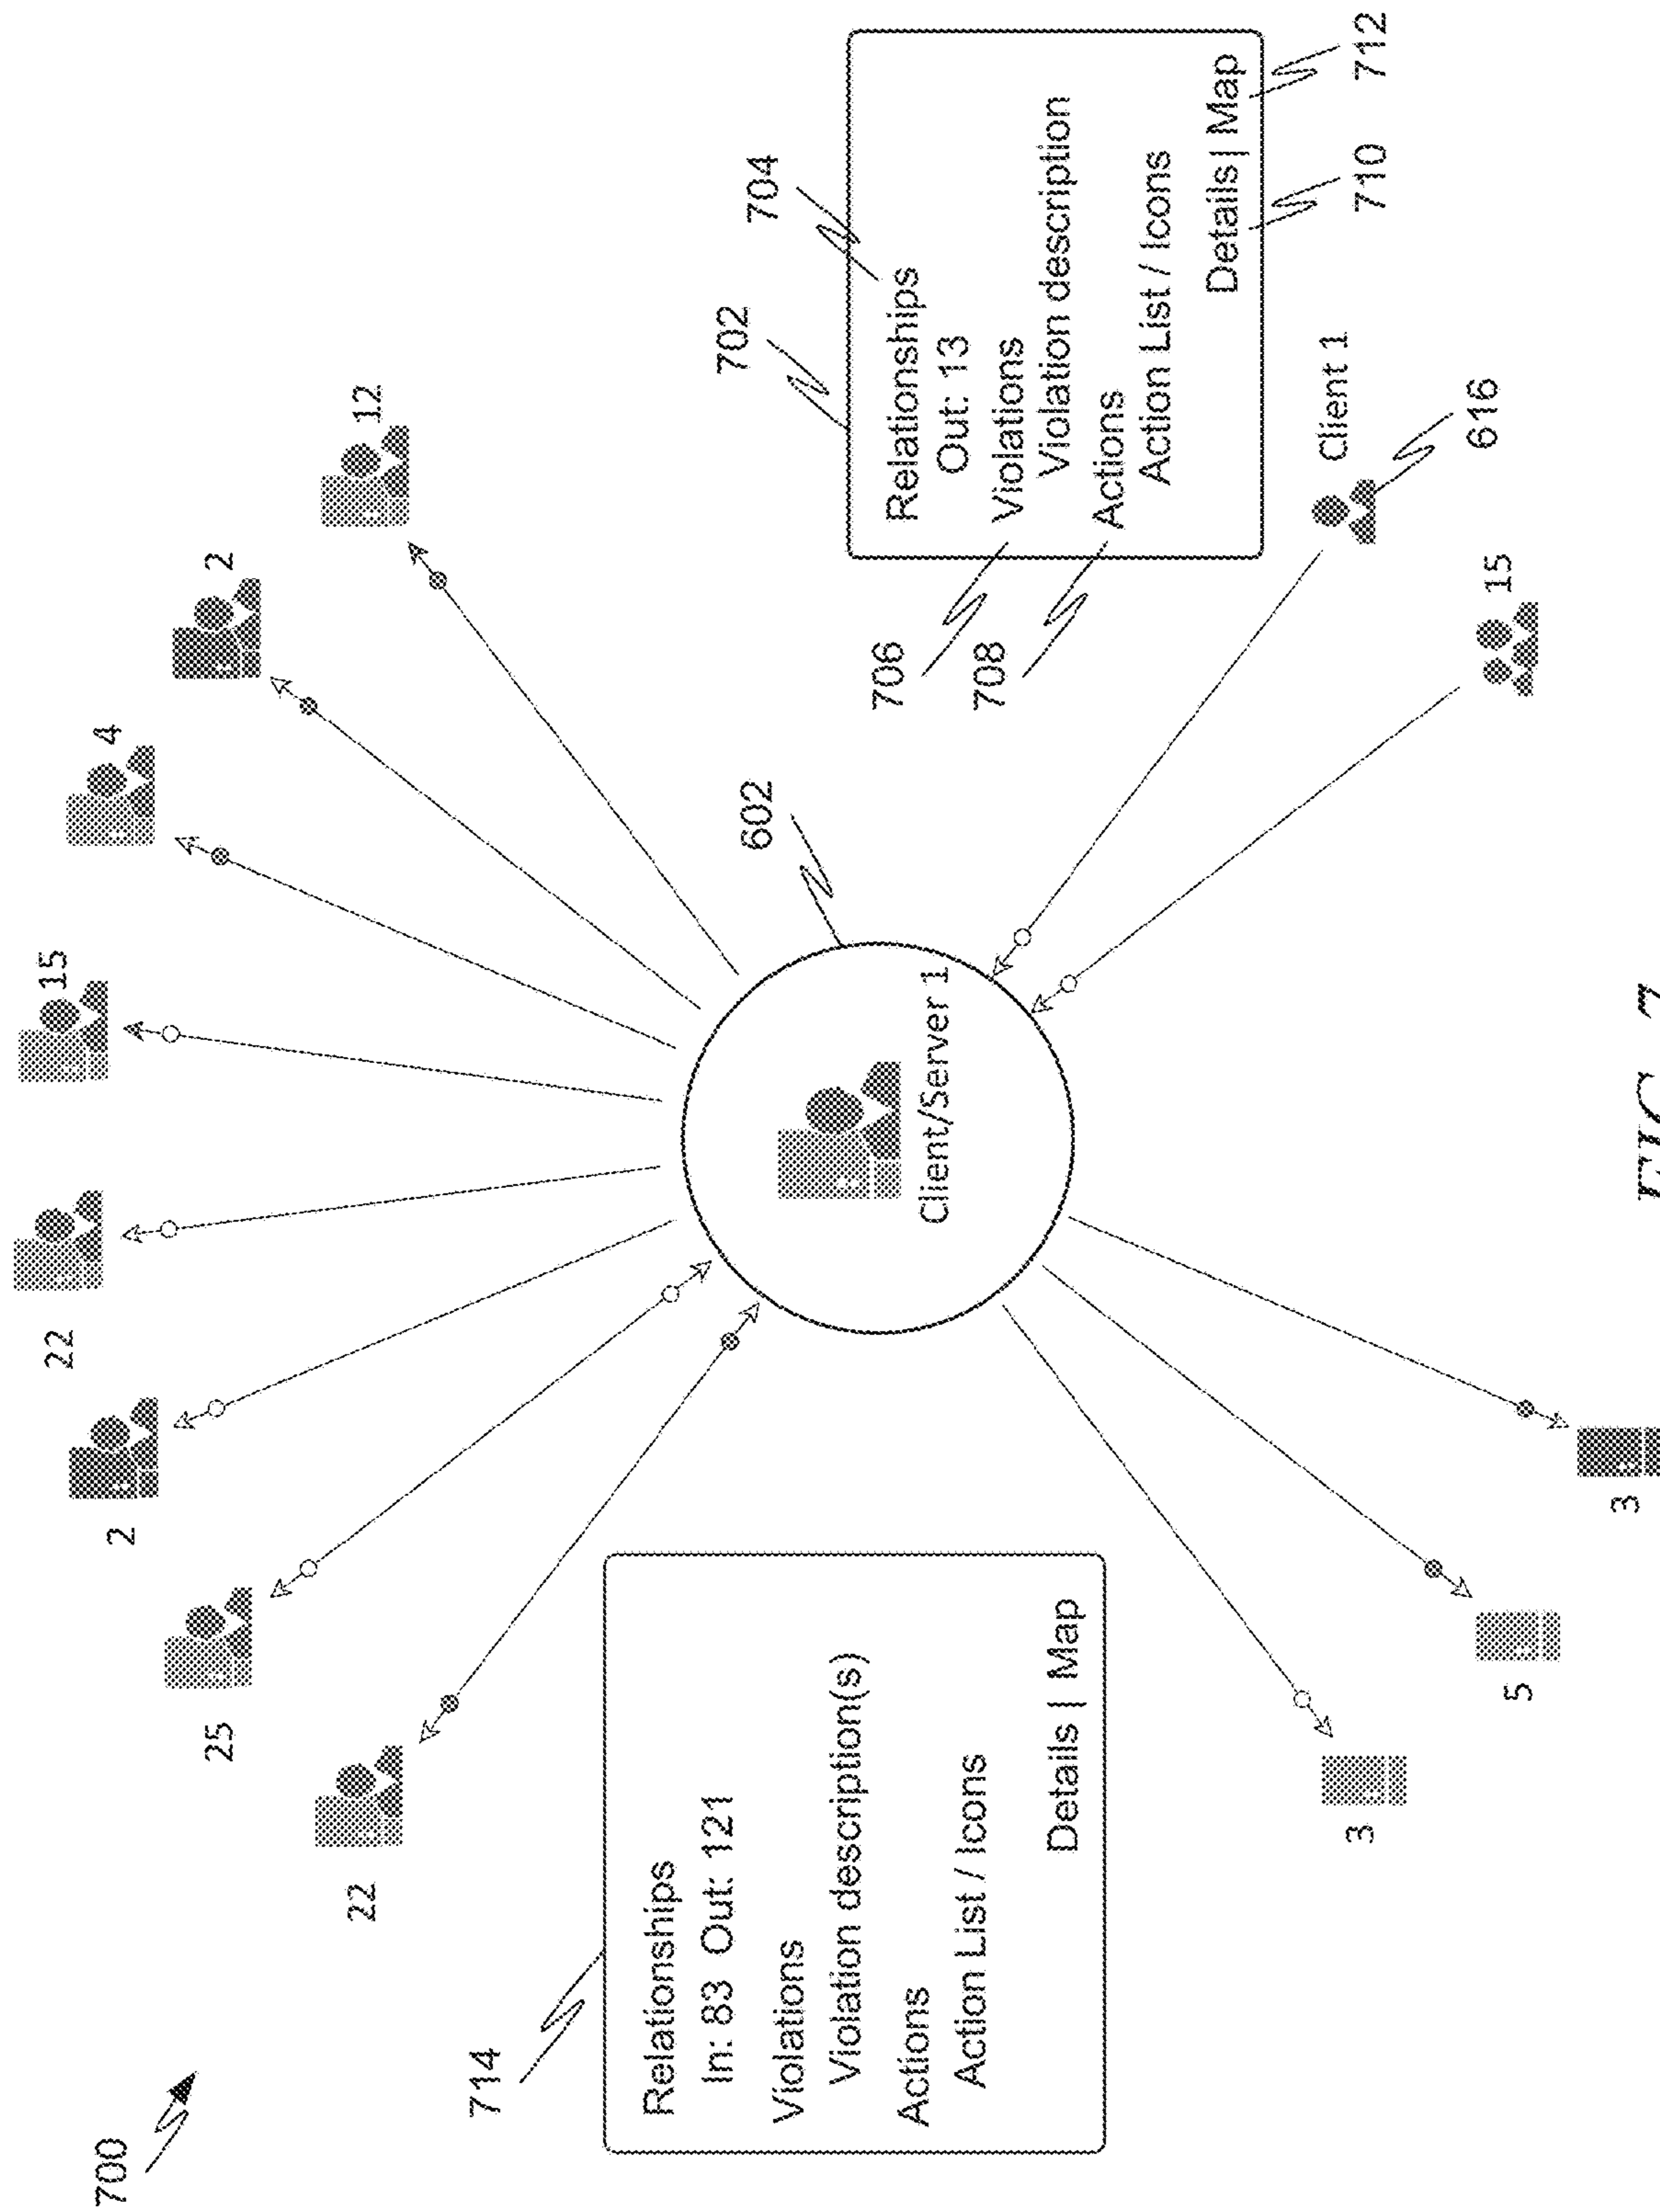 700
714
Relationships
In: 83 Out: 121
Violations
Violation description(s)
Actions
Action List / Icons
Details | Map
22
25
2
22
15
4
2
12
602
Client/Server 1
3
5
3
702
704
Relationships
Out: 13
Violations
Violation description
Actions
Action List / Icons
Details | Map
706
708
710
712
Client 1
616
15
FIG. 7